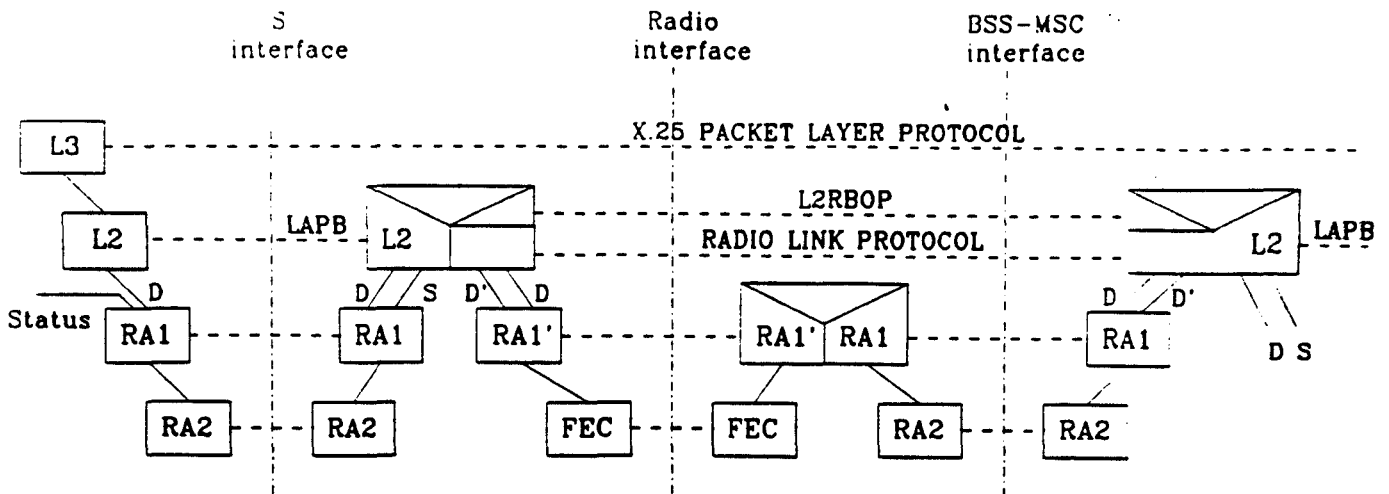 S interface
Radio interface
BSS-MSC interface
L3
X.25 PACKET LAYER PROTOCOL
L2
LAPB
L2
L2RBOP
RADIO LINK PROTOCOL
L2
LAPB
Status
D
D
S
D'
D
D
D'
D
S
RA1
RA1
RA1'
RA1'
RA1
RA1
RA2
RA2
FEC
FEC
RA2
RA2